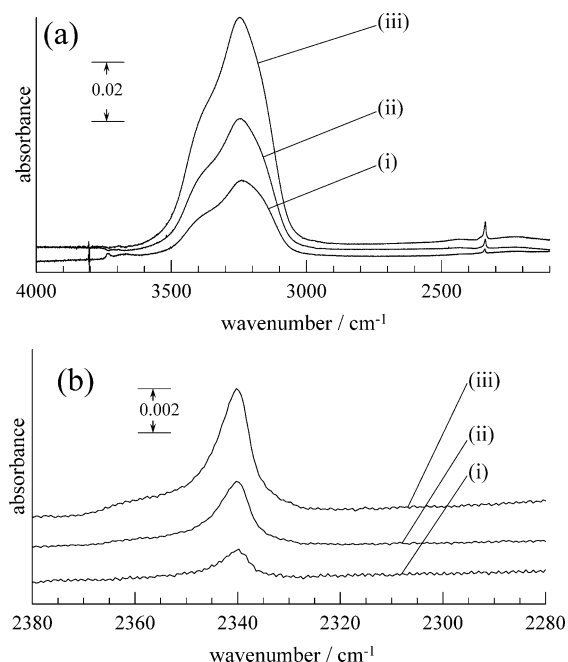 (a)
(iii)
0.02
(ii)
(i)
absorbance
4000 3500 3000 2500
wavenumber / cm-1
(b)
(iii)
0.002
(ii)
(i)
absorbance
2380 2360 2340 2320 2300 2280
wavenumber / cm-1